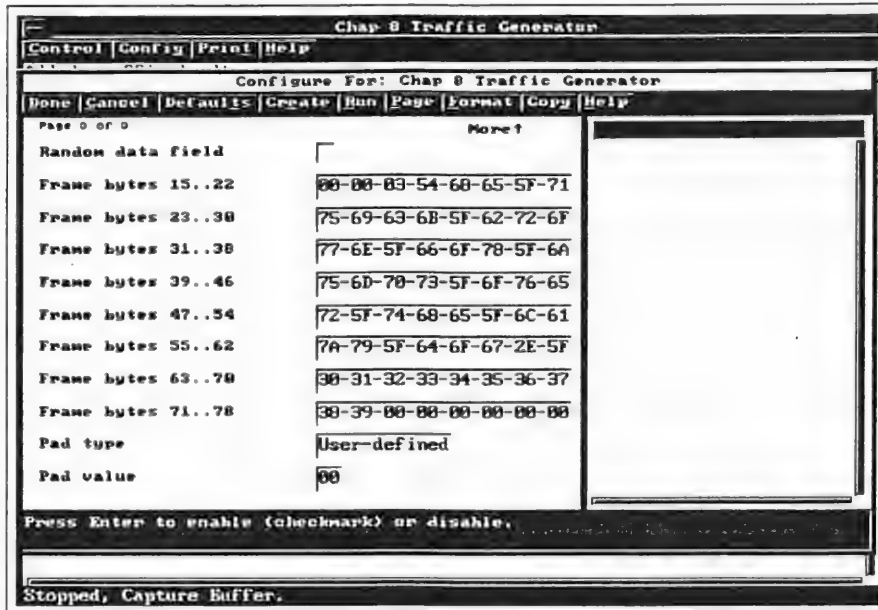 Chap 8 Traffic Generator
Control Config Print Help
Configure For: Chap 8 Traffic Generator
Done Cancel Defaults Create Run Page Format Copy Help
Page 0 of 0 More↑
Random data field
Frame bytes 15..22 00-00-03-54-68-65-5F-71
Frame bytes 23..30 75-69-63-6B-5F-62-72-6F
Frame bytes 31..38 77-6E-5F-66-6F-78-5F-6A
Frame bytes 39..46 75-6D-70-73-5F-6F-76-65
Frame bytes 47..54 72-5F-74-68-65-5F-6C-61
Frame bytes 55..62 7A-79-5F-64-6F-67-2E-5F
Frame bytes 63..70 30-31-32-33-34-35-36-37
Frame bytes 71..78 38-39-00-00-00-00-00-00
Pad type User-defined
Pad value 00
Press Enter to enable (checkmark) or disable.
Stopped, Capture Buffer.